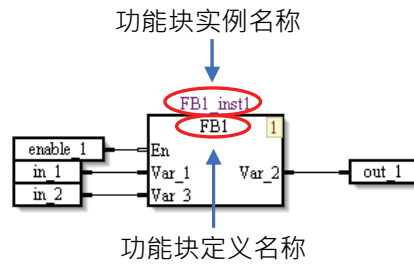 功能块实例名称
FB1_inst1
FB1 1
enable_1 En
in_1 Var_1 Var_2 out_1
in_2 Var_3
功能块定义名称